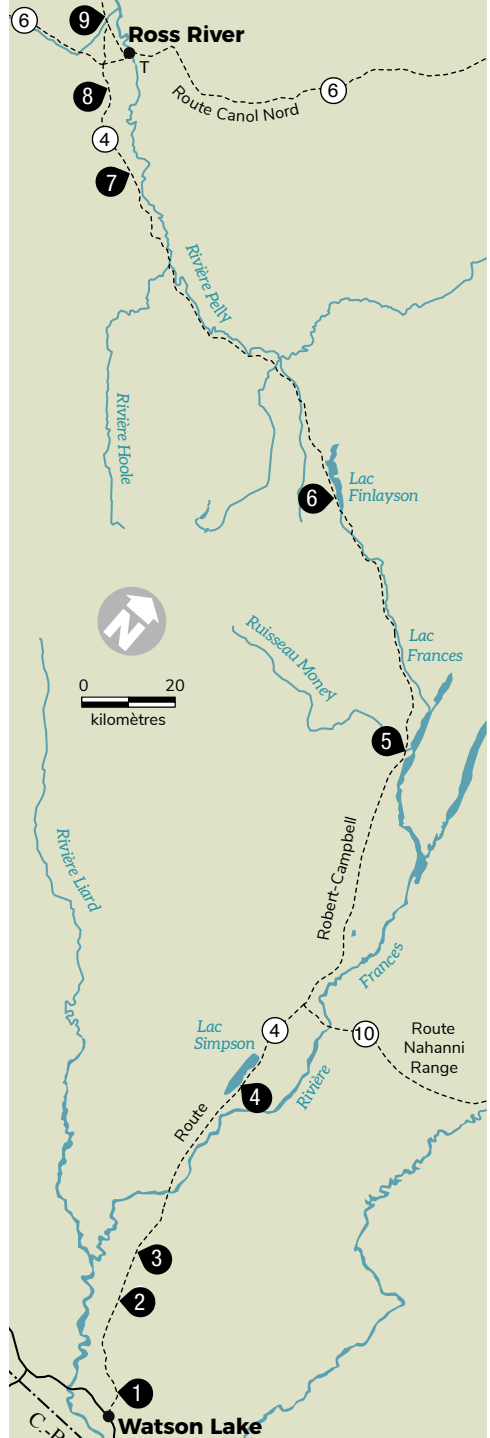 9
6
Ross River
T
8
Route Canol Nord
6
4
7
Rivière Pelly
Rivière Hoole
Lac
Finlayson
6
N
Ruisseau Money
Lac
Frances
0 20
kilomètres
5
Robert-Campbell
Rivière Liard
Frances
Lac
Simpson
4
10
Route
Nahanni
Range
Rivière
4
Route
3
2
1
Watson Lake
C.-B.